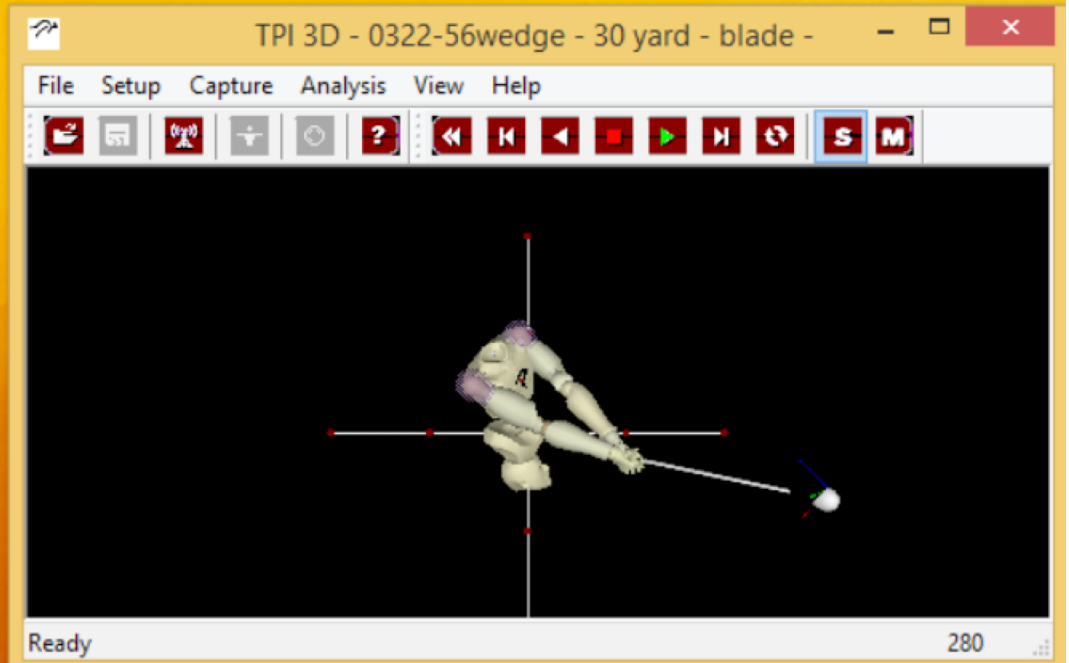 TPI 3D - 0322-56wedge - 30 yard - blade -
File Setup Capture Analysis View Help
? S M
Ready 280